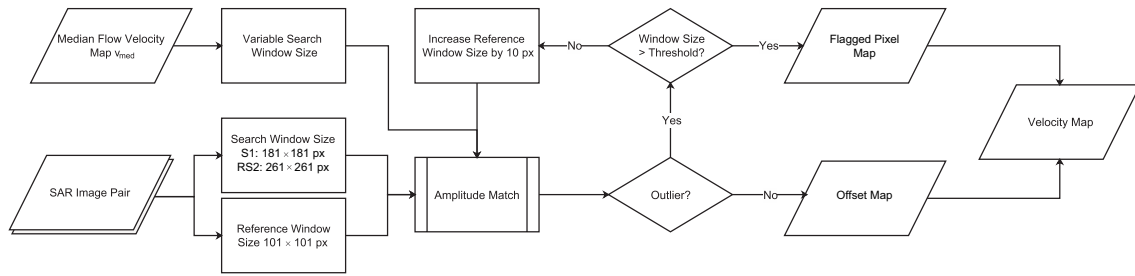 Median Flow Velocity
Map vmed
Variable Search
Window Size
Increase Reference
Window Size by 10 px
No
Window Size
> Threshold?
Yes
Flagged Pixel
Map
Velocity Map
Yes
SAR Image Pair
Search Window Size
S1: 181 × 181 px
RS2: 261 × 261 px
Reference Window
Size 101 × 101 px
Amplitude Match
Outlier?
No
Offset Map